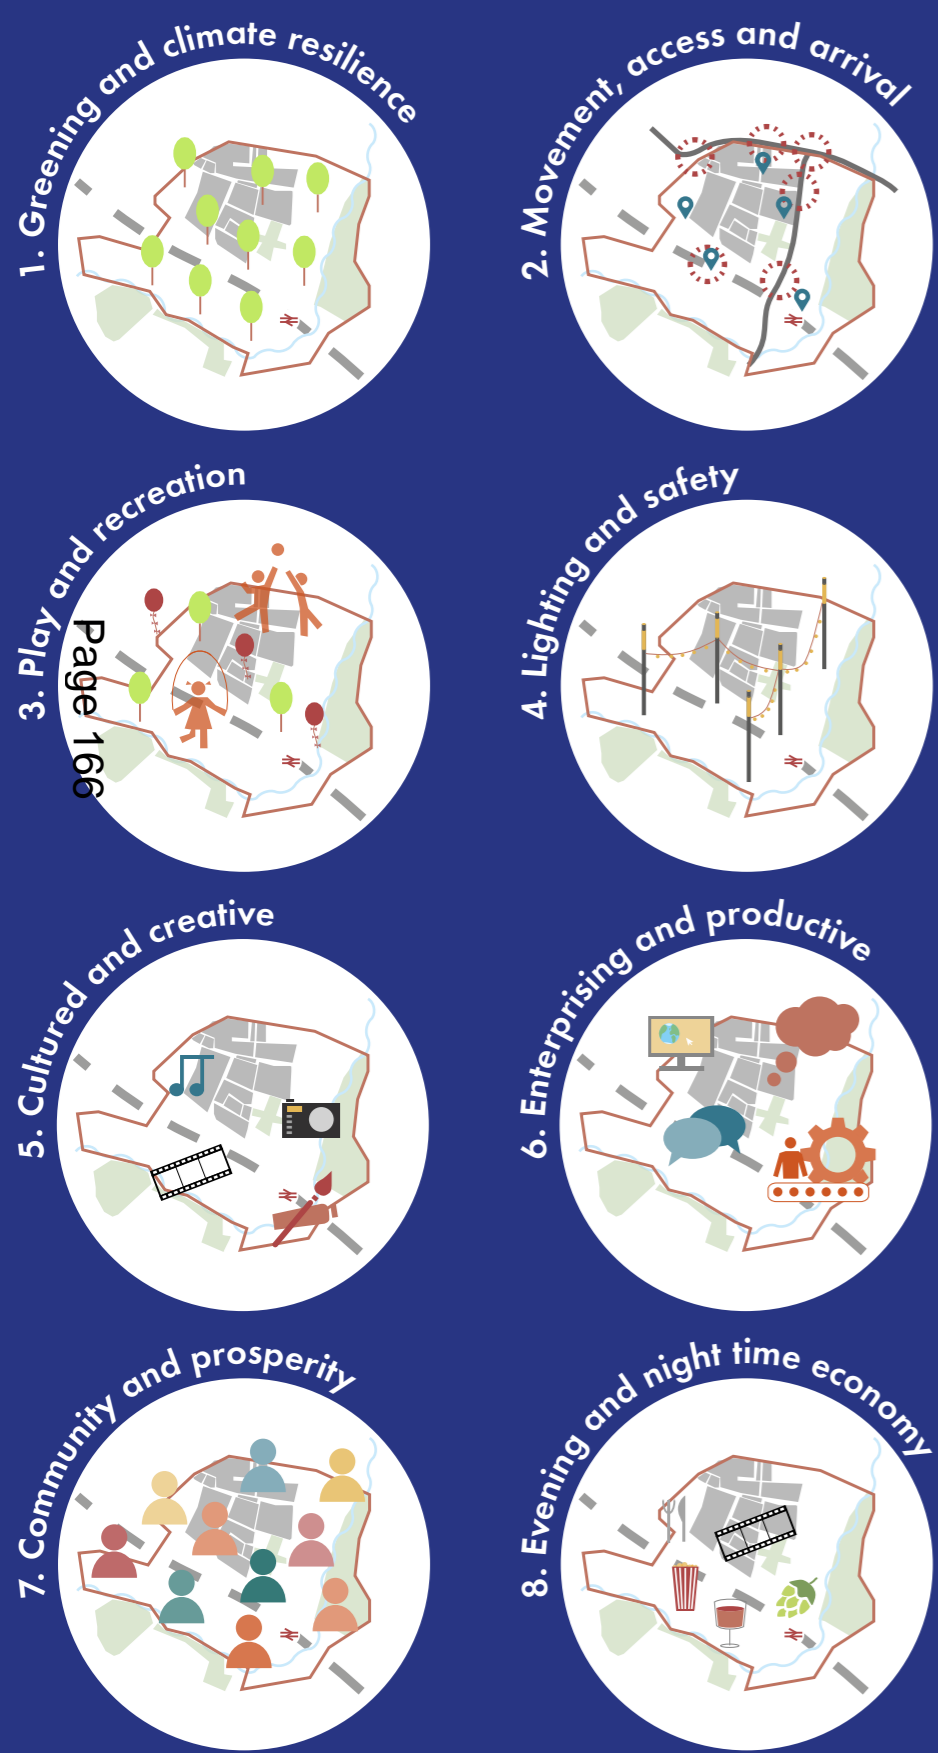 1. Greening and climate resilience
2. Movement, access and arrival
3. Play and recreation
4. Lighting and safety
Page 166
5. Cultured and creative
6. Enterprising and productive
7. Community and prosperity
8. Evening and night time economy